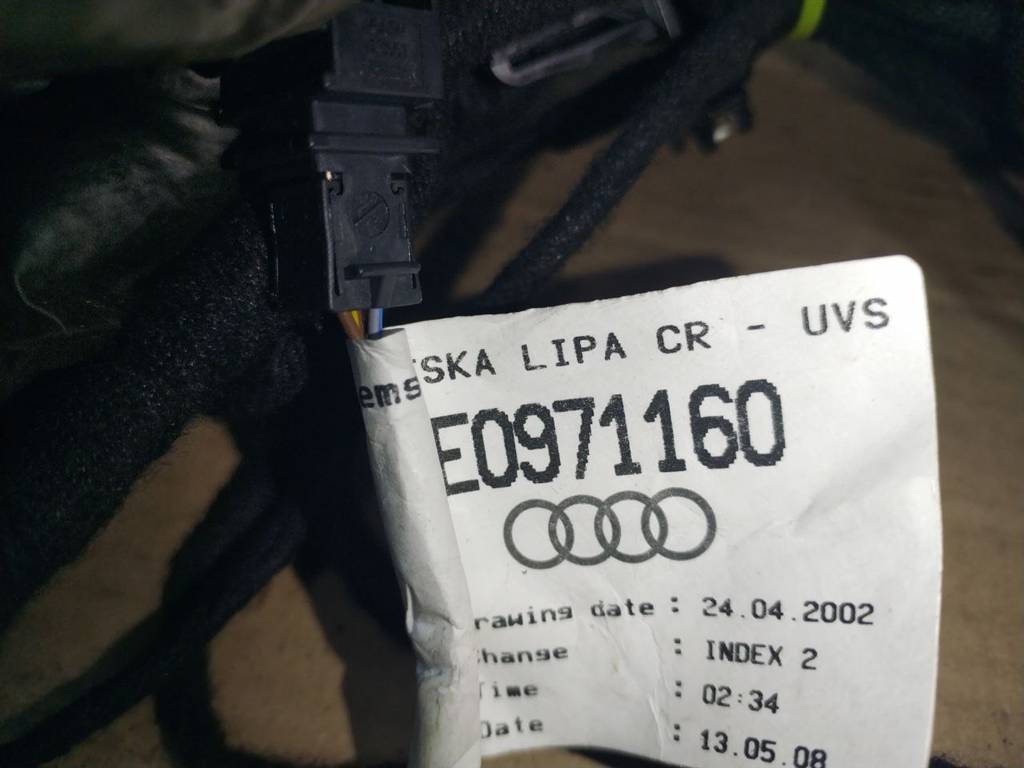 SKA LIPA CR - UVS
ems
E0971160
rawing date : 24.04.2002
hange : INDEX 2
ime : 02:34
Date : 13.05.08